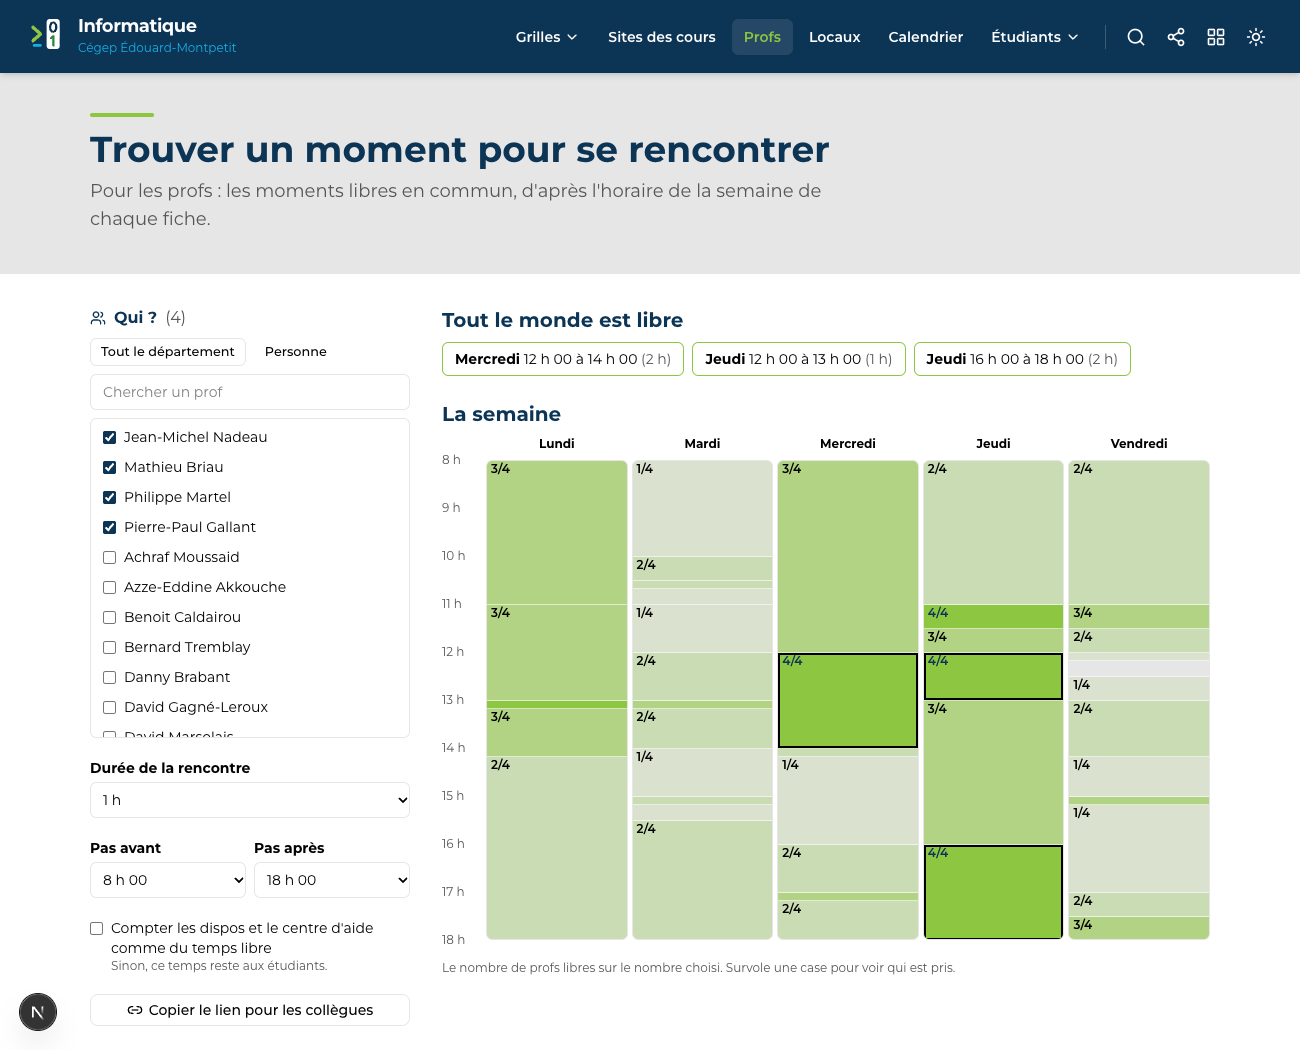 Informatique
Cégep Édouard-Montpetit
Grilles
Sites des cours
Profs
Locaux
Calendrier
Étudiants
Trouver un moment pour se rencontrer
Pour les profs : les moments libres en commun, d'après l'horaire de la semaine de
chaque fiche.
Qui ? (4)
Tout le département
Personne
Chercher un prof
Jean-Michel Nadeau
Mathieu Briau
Philippe Martel
Pierre-Paul Gallant
Achraf Moussaid
Azze-Eddine Akkouche
Benoit Caldairou
Bernard Tremblay
Danny Brabant
David Gagné-Leroux
Durée de la rencontre
1 h
Pas avant
Pas après
8 h 00
18 h 00
Compter les dispos et le centre d'aide
comme du temps libre
Sinon, ce temps reste aux étudiants.
Copier le lien pour les collègues
N
Tout le monde est libre
Mercredi 12 h 00 à 14 h 00 (2 h)
Jeudi 12 h 00 à 13 h 00 (1 h)
Jeudi 16 h 00 à 18 h 00 (2 h)
La semaine
Lundi Mardi Mercredi Jeudi Vendredi
8 h 3/4 1/4 3/4 2/4 2/4
9 h
10 h
2/4
11 h 3/4 1/4 4/4 3/4
3/4 2/4
12 h 2/4 4/4 4/4
1/4
13 h 3/4 2/4
3/4 2/4
14 h 1/4
2/4 1/4 1/4
15 h
1/4
2/4
16 h 2/4 4/4
17 h 2/4
2/4
3/4
18 h
Le nombre de profs libres sur le nombre choisi. Survole une case pour voir qui est pris.